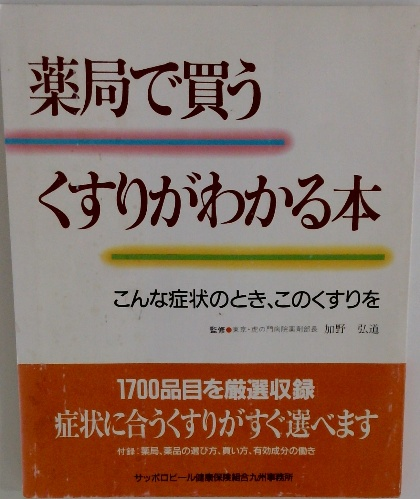 薬局で買う
くすりがわかる本
こんな症状のとき、このくすりを
監修●東京・虎の門病院薬剤部長 加野 弘道
1700品目を厳選収録
症状に合うくすりがすぐ選べます
付録:薬局、薬品の選び方、買い方、有効成分の働き
サッポロビール健康保険組合九州事務所